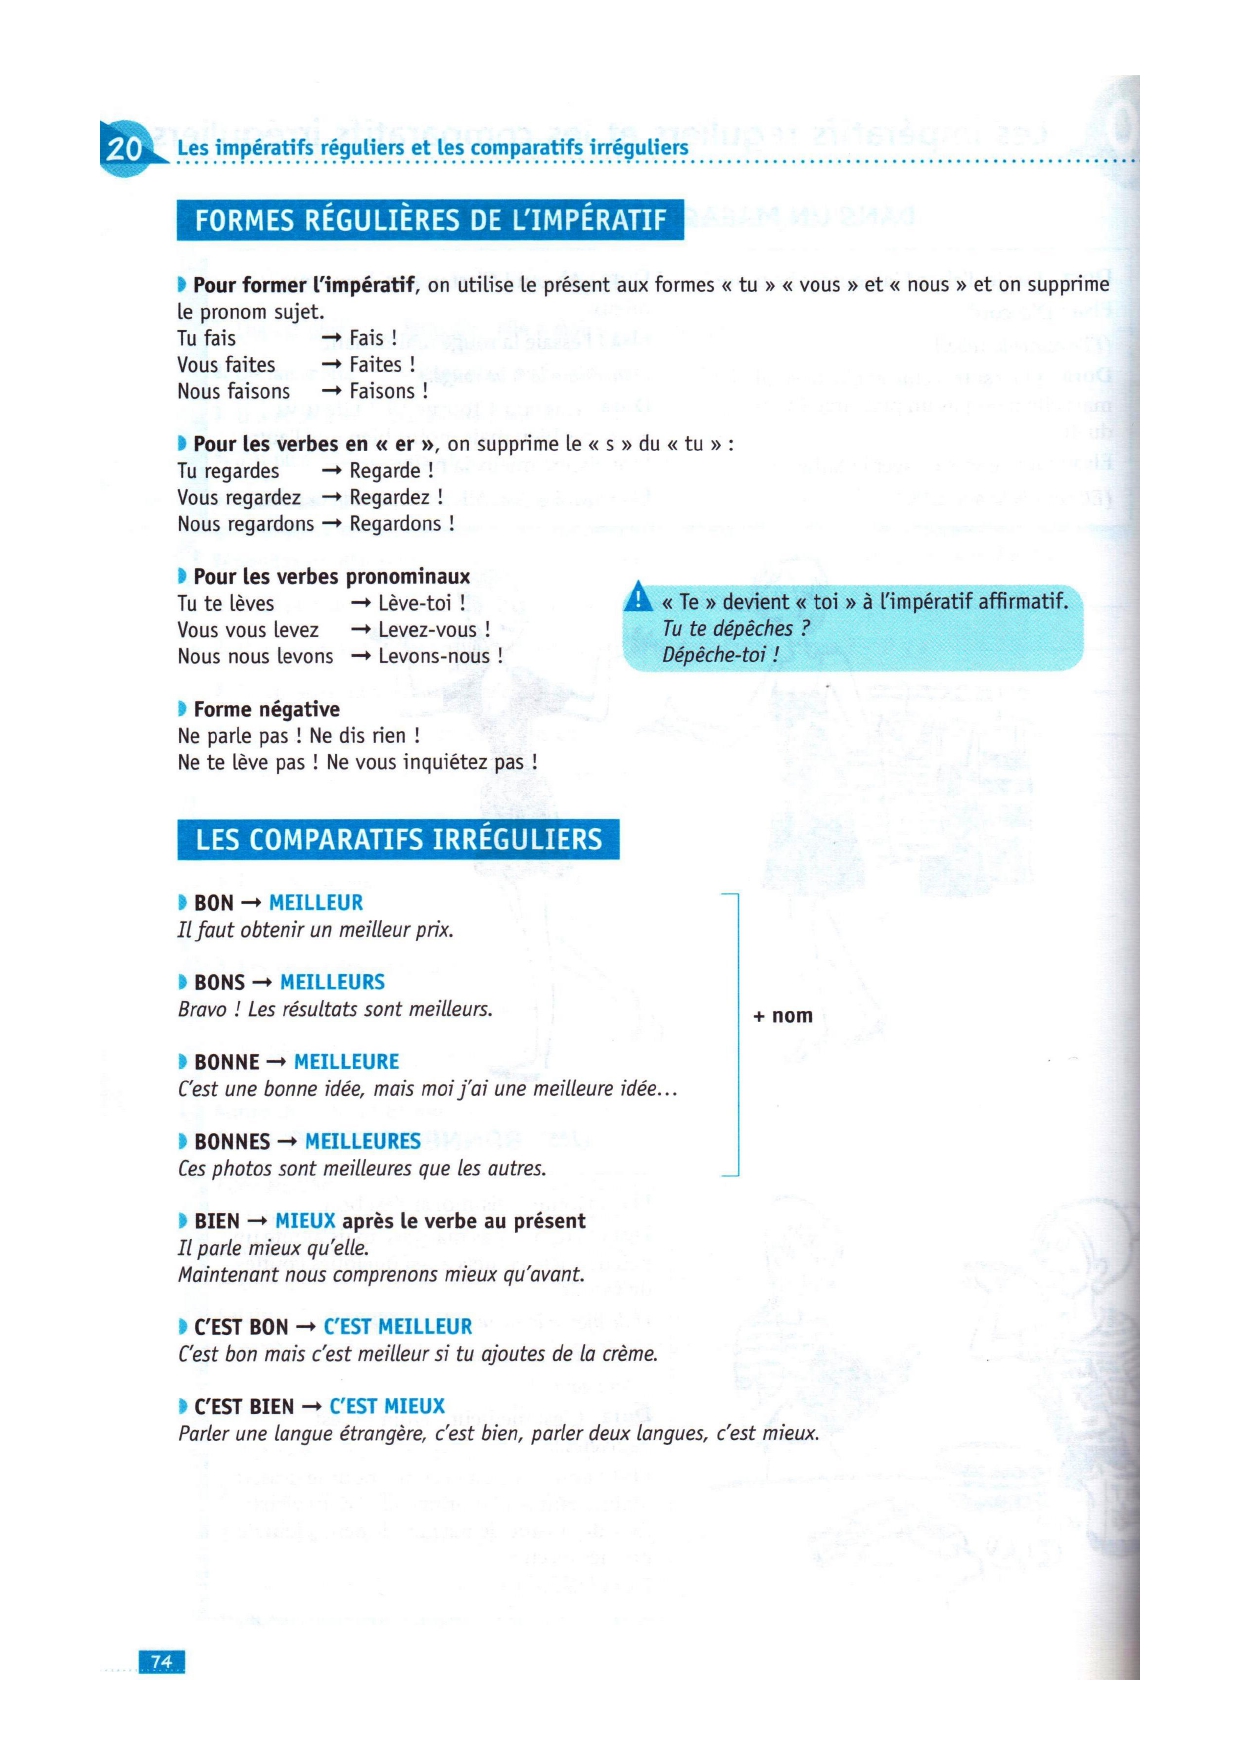 20 Les impératifs réguliers et les comparatifs irréguliers
FORMES RÉGULIÈRES DE L'IMPÉRATIF
Pour former l'impératif, on utilise le présent aux formes « tu » « vous » et « nous » et on supprime
le pronom sujet.
Tu fais → Fais !
Vous faites → Faites !
Nous faisons → Faisons !
Pour les verbes en « er », on supprime le « s » du « tu » :
Tu regardes → Regarde !
Vous regardez → Regardez !
Nous regardons → Regardons !
Pour les verbes pronominaux
Tu te lèves → Lève-toi !
Vous vous levez → Levez-vous !
Nous nous levons → Levons-nous !
! « Te » devient « toi » à l'impératif affirmatif.
Tu te dépêches ?
Dépêche-toi !
Forme négative
Ne parle pas ! Ne dis rien !
Ne te lève pas ! Ne vous inquiétez pas !
LES COMPARATIFS IRRÉGULIERS
BON → MEILLEUR
Il faut obtenir un meilleur prix.
BONS → MEILLEURS
Bravo ! Les résultats sont meilleurs.
+ nom
BONNE → MEILLEURE
C'est une bonne idée, mais moi j'ai une meilleure idée...
BONNES → MEILLEURES
Ces photos sont meilleures que les autres.
BIEN → MIEUX après le verbe au présent
Il parle mieux qu'elle.
Maintenant nous comprenons mieux qu'avant.
C'EST BON → C'EST MEILLEUR
C'est bon mais c'est meilleur si tu ajoutes de la crème.
C'EST BIEN → C'EST MIEUX
Parler une langue étrangère, c'est bien, parler deux langues, c'est mieux.
74